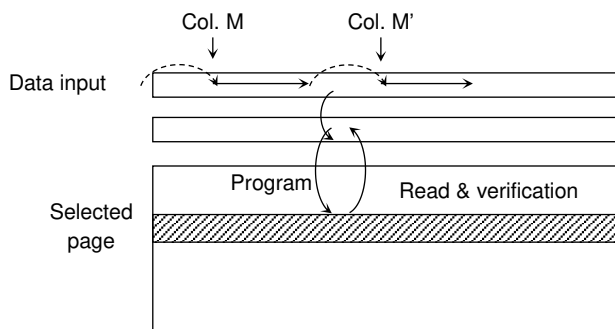 Col. M
Col. M’
Data input
Program
Read & verification
Selected
page